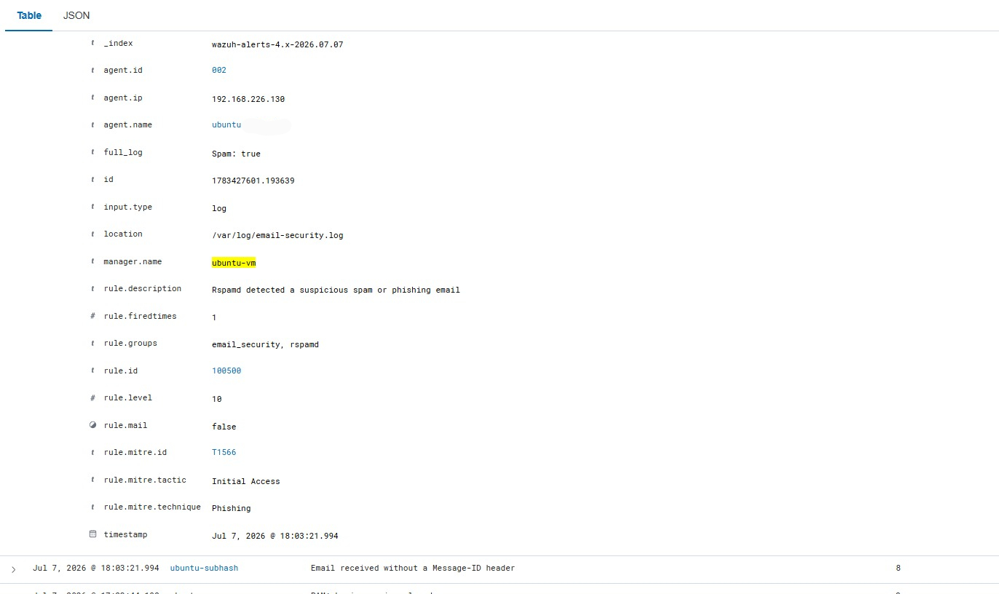 Table JSON
_index wazuh-alerts-4.x-2026.07.07
agent.id 002
agent.ip 192.168.226.130
agent.name ubuntu
full_log Spam: true
id 1783427601.193639
input.type log
location /var/log/email-security.log
manager.name ubuntu-vm
rule.description Rspamd detected a suspicious spam or phishing email
rule.firedtimes 1
rule.groups email_security, rspamd
rule.id 100500
rule.level 10
rule.mail false
rule.mitre.id T1566
rule.mitre.tactic Initial Access
rule.mitre.technique Phishing
timestamp Jul 7, 2026 @ 18:03:21.994
Jul 7, 2026 @ 18:03:21.994 ubuntu-subhash Email received without a Message-ID header 8